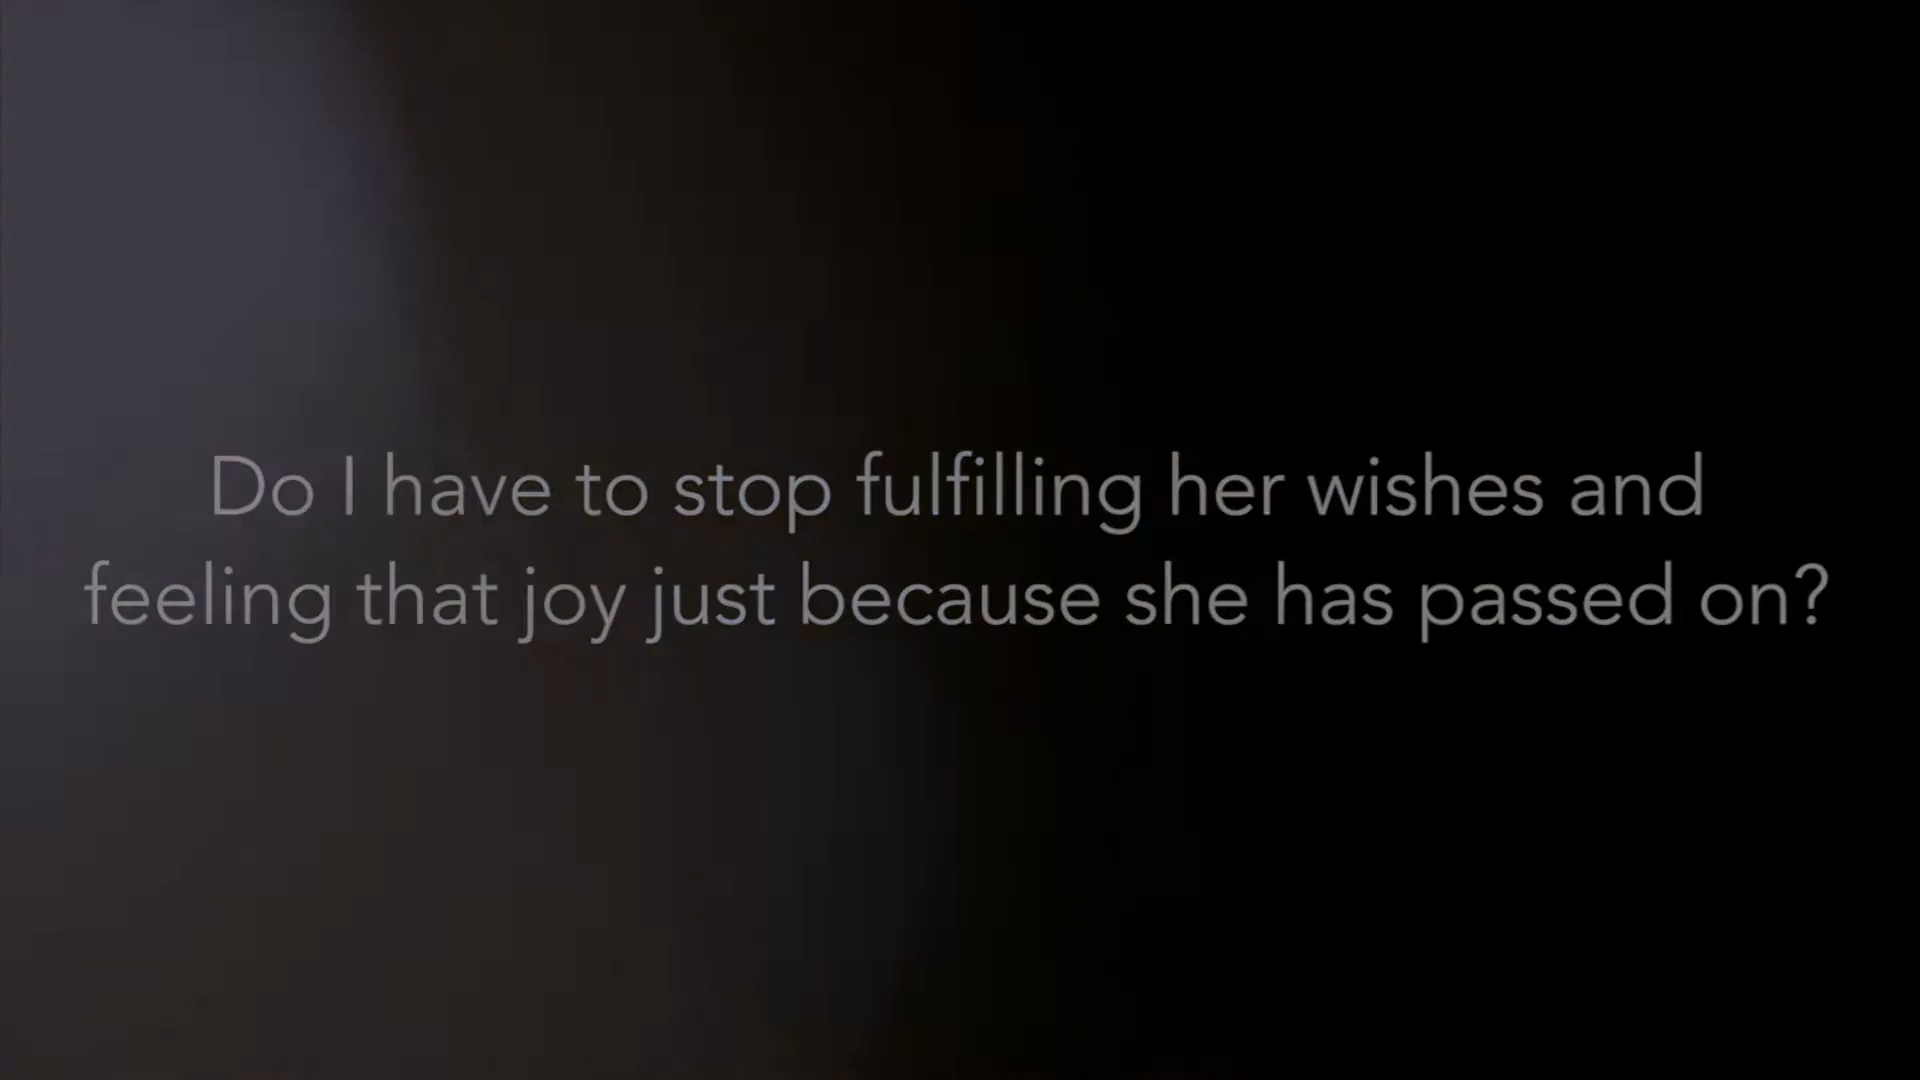 Do I have to stop fulfilling her wishes and
feeling that joy just because she has passed on?